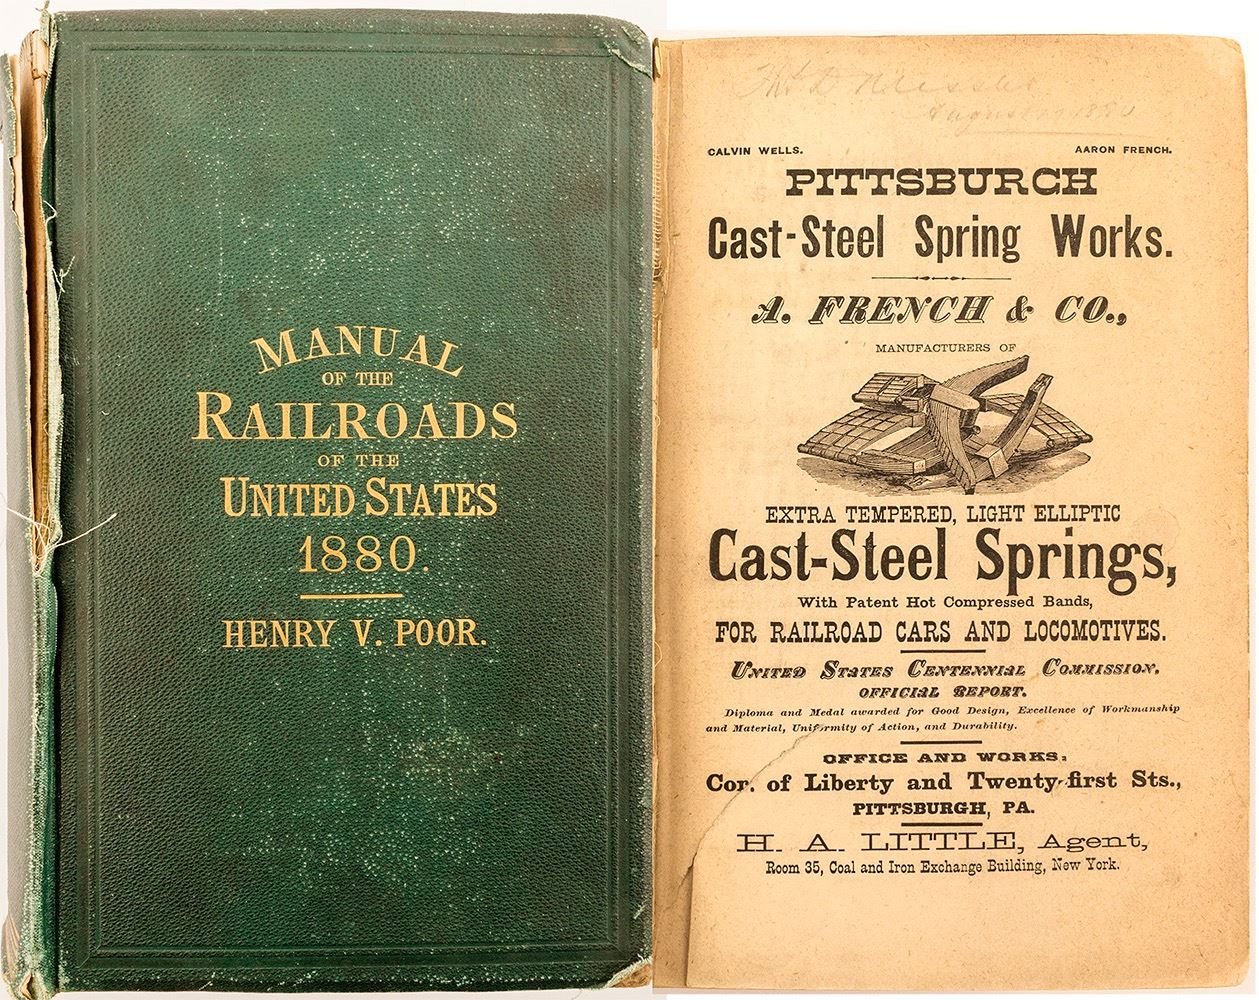 MANUAL
OF THE
RAILROADS
OF THE
UNITED STATES
1880.
HENRY V. POOR.
August 1880
CALVIN WELLS. AARON FRENCH.
PITTSBURGH
Cast-Steel Spring Works.
A. FRENCH & CO.,
MANUFACTURERS OF
EXTRA TEMPERED, LIGHT ELLIPTIC
Cast-Steel Springs,
With Patent Hot Compressed Bands,
FOR RAILROAD CARS AND LOCOMOTIVES.
UNITED STATES CENTENNIAL COMMISSION.
OFFICIAL REPORT.
Diploma and Medal awarded for Good Design, Excellence of Workmanship
and Material, Uniformity of Action, and Durability.
OFFICE AND WORKS:
Cor. of Liberty and Twenty-first Sts.,
PITTSBURGH, PA.
H. A. LITTLE, Agent,
Room 35, Coal and Iron Exchange Building, New York.